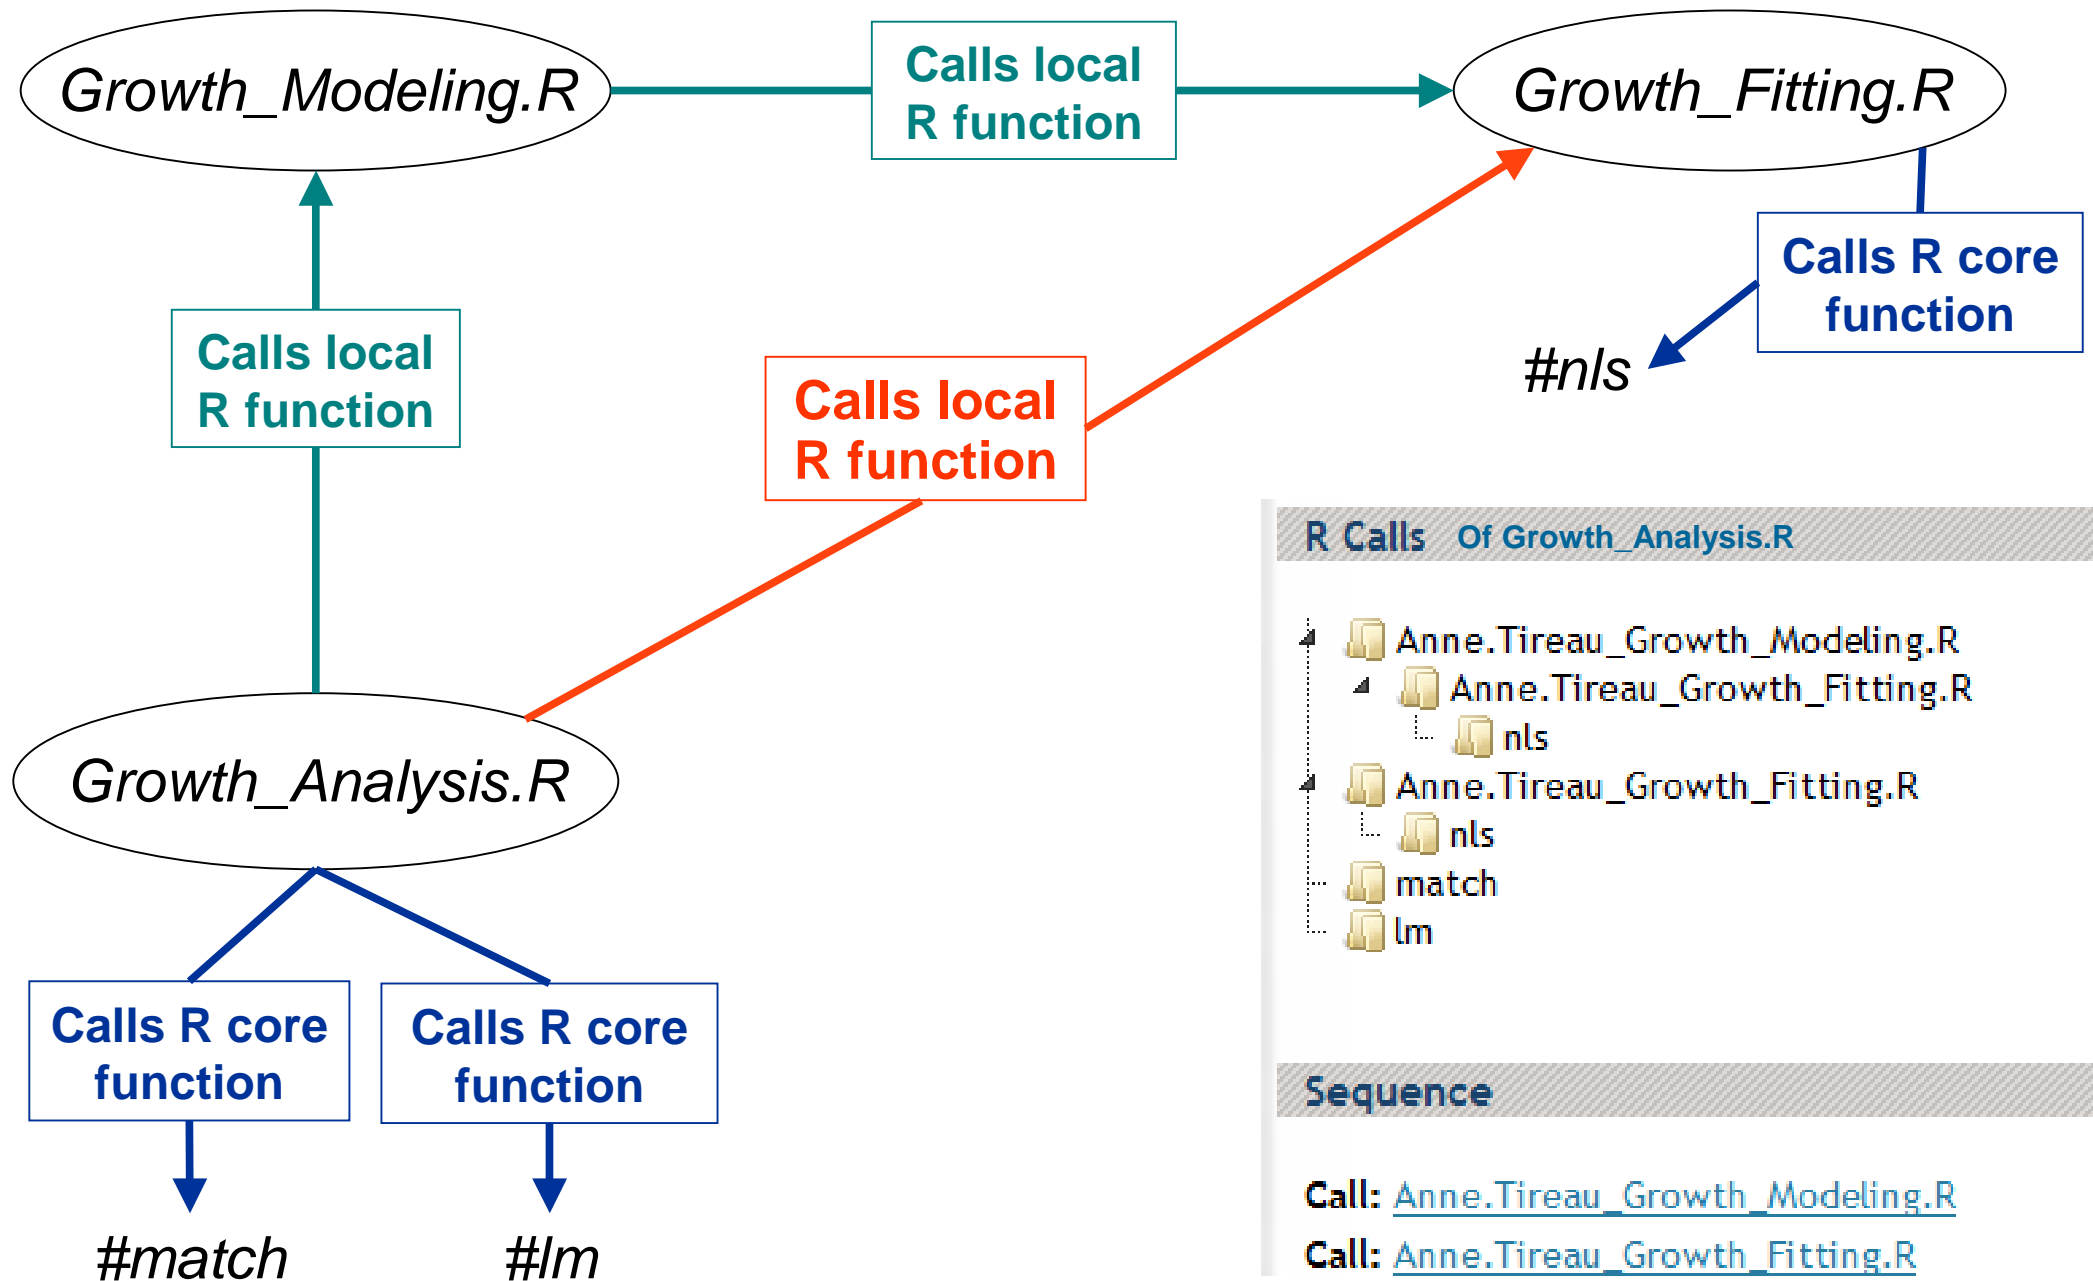 Growth_Modeling.R
Calls local
R function
Growth_Fitting.R
Calls R core
function
#nls
Calls local
R function
Calls local
R function
Growth_Analysis.R
Calls R core
function
Calls R core
function
#match
#lm
R Calls Of Growth_Analysis.R
Anne.Tireau_Growth_Modeling.R
Anne.Tireau_Growth_Fitting.R
nls
Anne.Tireau_Growth_Fitting.R
nls
match
lm
Sequence
Call: Anne.Tireau_Growth_Modeling.R
Call: Anne.Tireau_Growth_Fitting.R